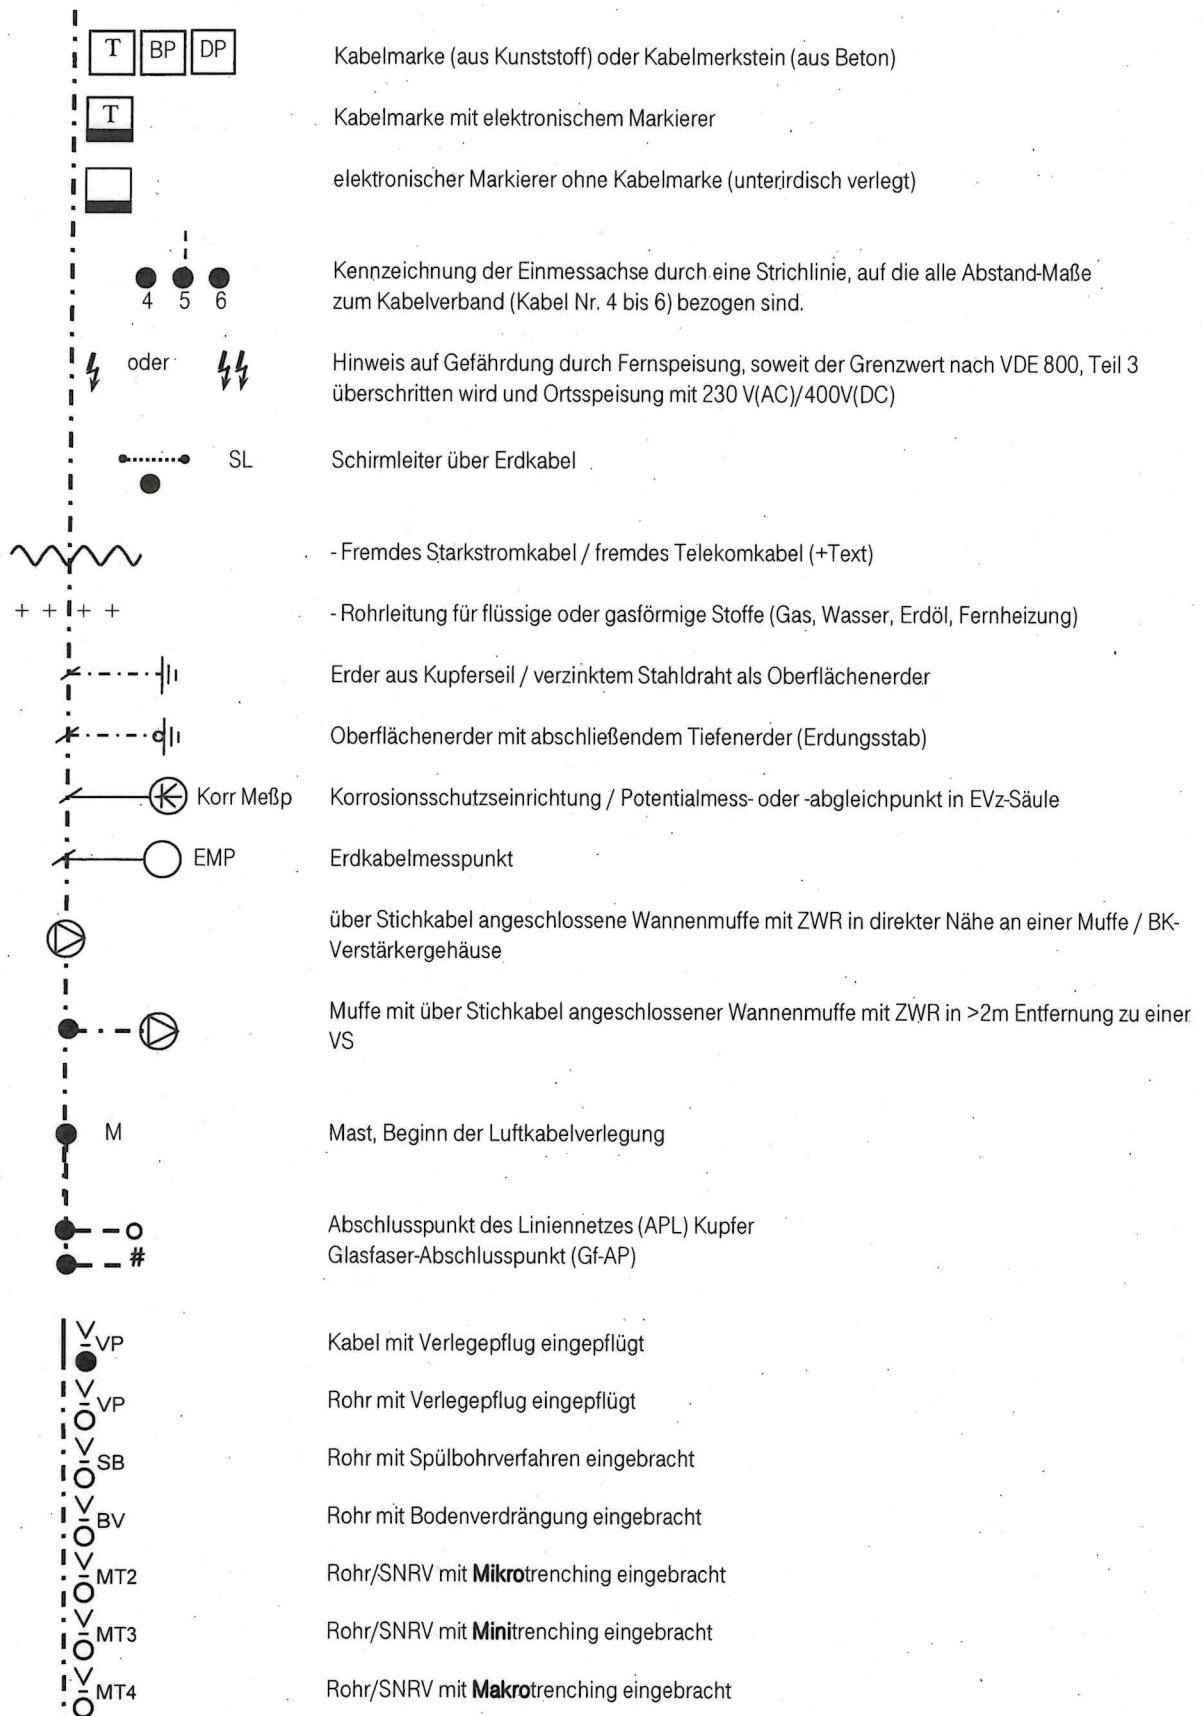 T BP DP Kabelmarke (aus Kunststoff) oder Kabelmerkstein (aus Beton)
T Kabelmarke mit elektronischem Markierer
elektronischer Markierer ohne Kabelmarke (unterirdisch verlegt)
Kennzeichnung der Einmessachse durch eine Strichlinie, auf die alle Abstand-Maße
4 5 6 zum Kabelverband (Kabel Nr. 4 bis 6) bezogen sind.
oder Hinweis auf Gefährdung durch Fernspeisung, soweit der Grenzwert nach VDE 800, Teil 3
überschritten wird und Ortsspeisung mit 230 V(AC)/400V(DC)
SL Schirmleiter über Erdkabel
- Fremdes Starkstromkabel / fremdes Telekomkabel (+Text)
+ + + + - Rohrleitung für flüssige oder gasförmige Stoffe (Gas, Wasser, Erdöl, Fernheizung)
Erder aus Kupferseil / verzinktem Stahldraht als Oberflächenerder
Oberflächenerder mit abschließendem Tiefenerder (Erdungsstab)
Korr Meßp Korrosionsschutzseinrichtung / Potentialmess- oder -abgleichpunkt in EVz-Säule
EMP Erdkabelmesspunkt
über Stichkabel angeschlossene Wannenmuffe mit ZWR in direkter Nähe an einer Muffe / BK-
Verstärkergehäuse
Muffe mit über Stichkabel angeschlossener Wannenmuffe mit ZWR in >2m Entfernung zu einer
VS
M Mast, Beginn der Luftkabelverlegung
Abschlusspunkt des Liniennetzes (APL) Kupfer
# Glasfaser-Abschlusspunkt (Gf-AP)
VP Kabel mit Verlegepflug eingepflügt
VP Rohr mit Verlegepflug eingepflügt
SB Rohr mit Spülbohrverfahren eingebracht
BV Rohr mit Bodenverdrängung eingebracht
MT2 Rohr/SNRV mit Mikrotrenching eingebracht
MT3 Rohr/SNRV mit Minitrenching eingebracht
MT4 Rohr/SNRV mit Makrotrenching eingebracht